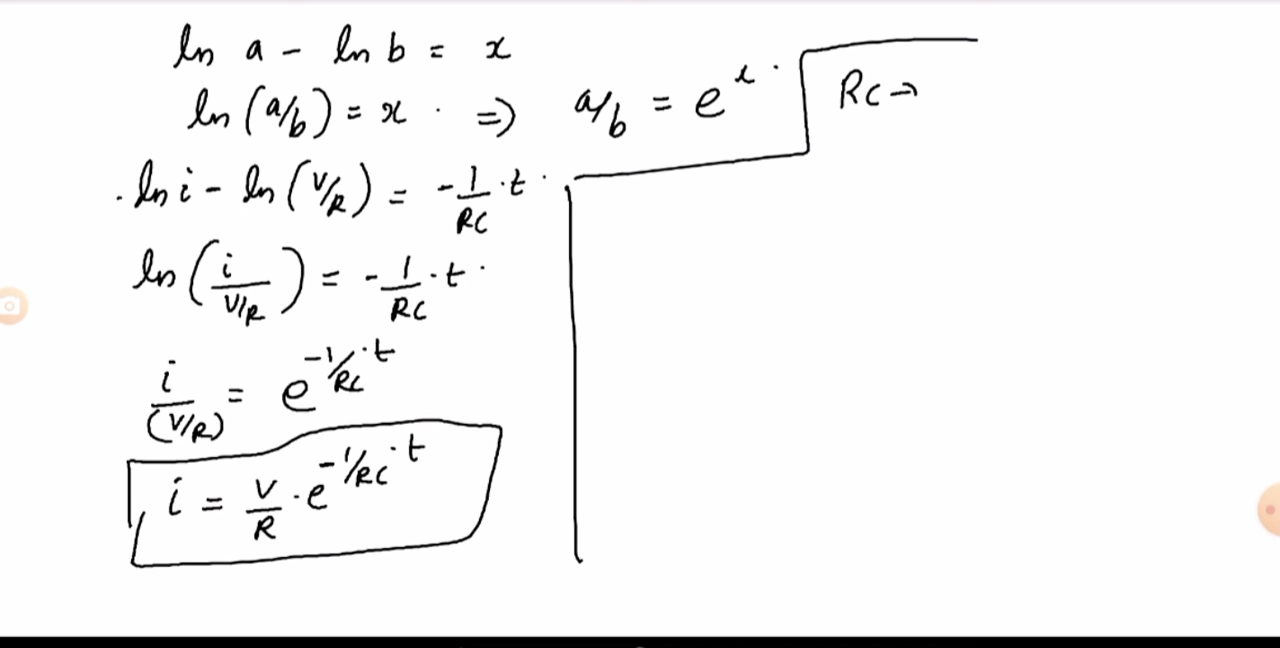 ln a - ln b = x
ln (a/b) = x ⇒ a/b = e^x
ln i - ln (V/R) = -1/RC · t
ln (i / V/R) = -1/RC · t
i / (V/R) = e^(-1/RC · t)
i = V/R · e^(-1/RC · t)
RC →